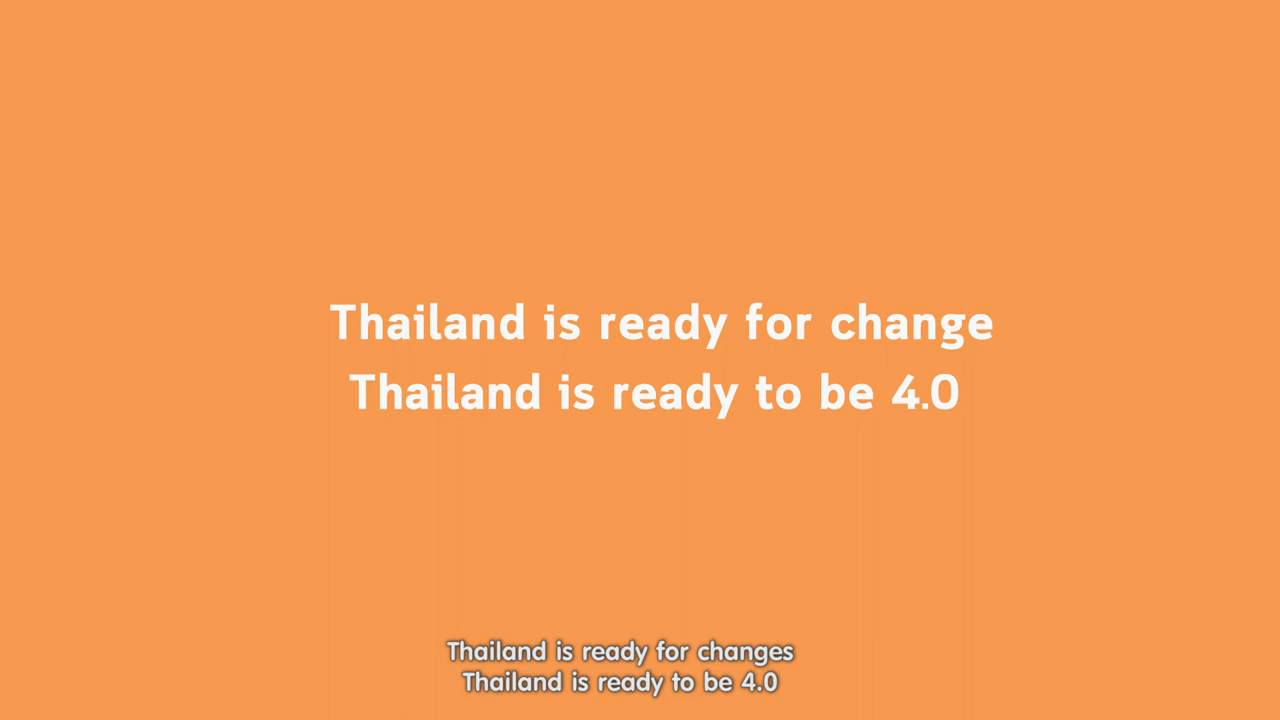 Thailand is ready for change
Thailand is ready to be 4.0
Thailand is ready for changes
Thailand is ready to be 4.0